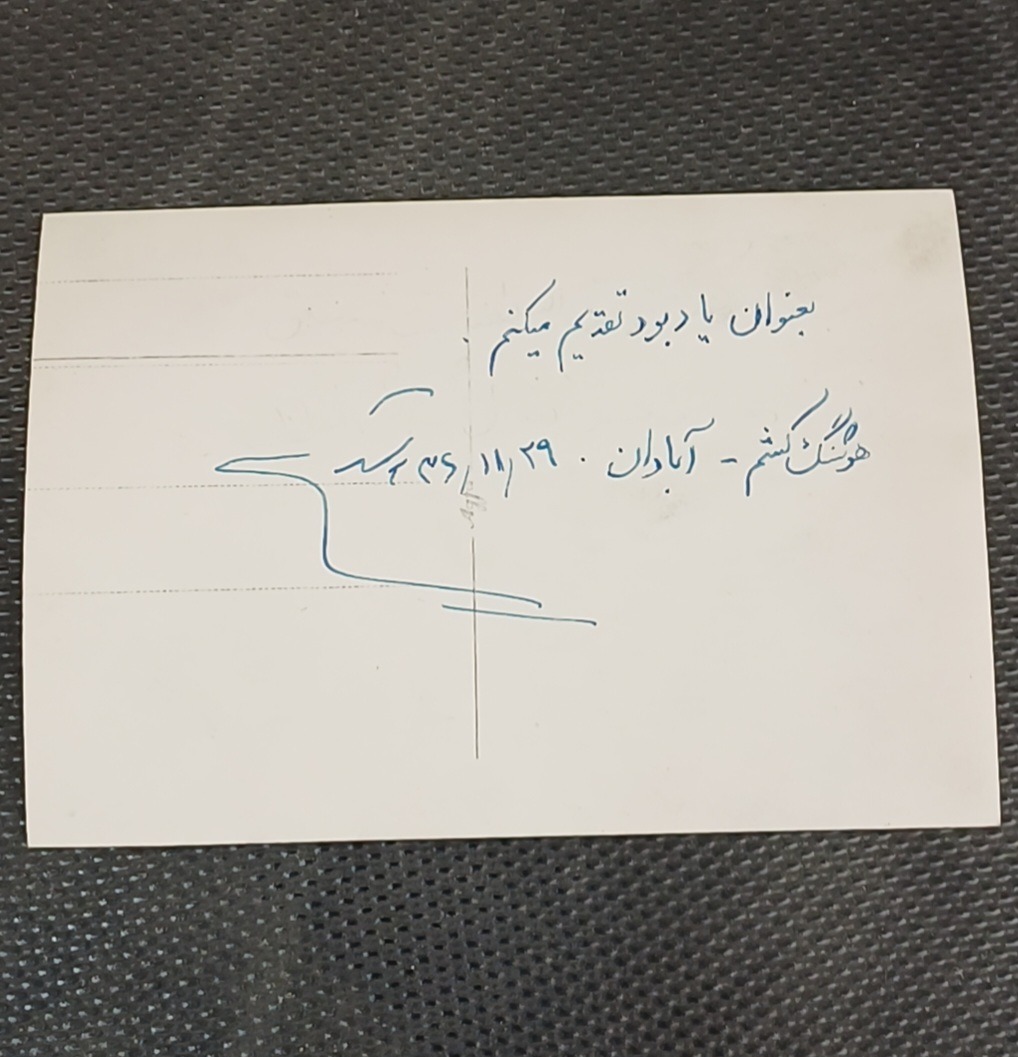 بعنوان یادبود تقدیم میکنم
هوشنگ کشم - آبادان . ۲۹/۱۱/۳۶